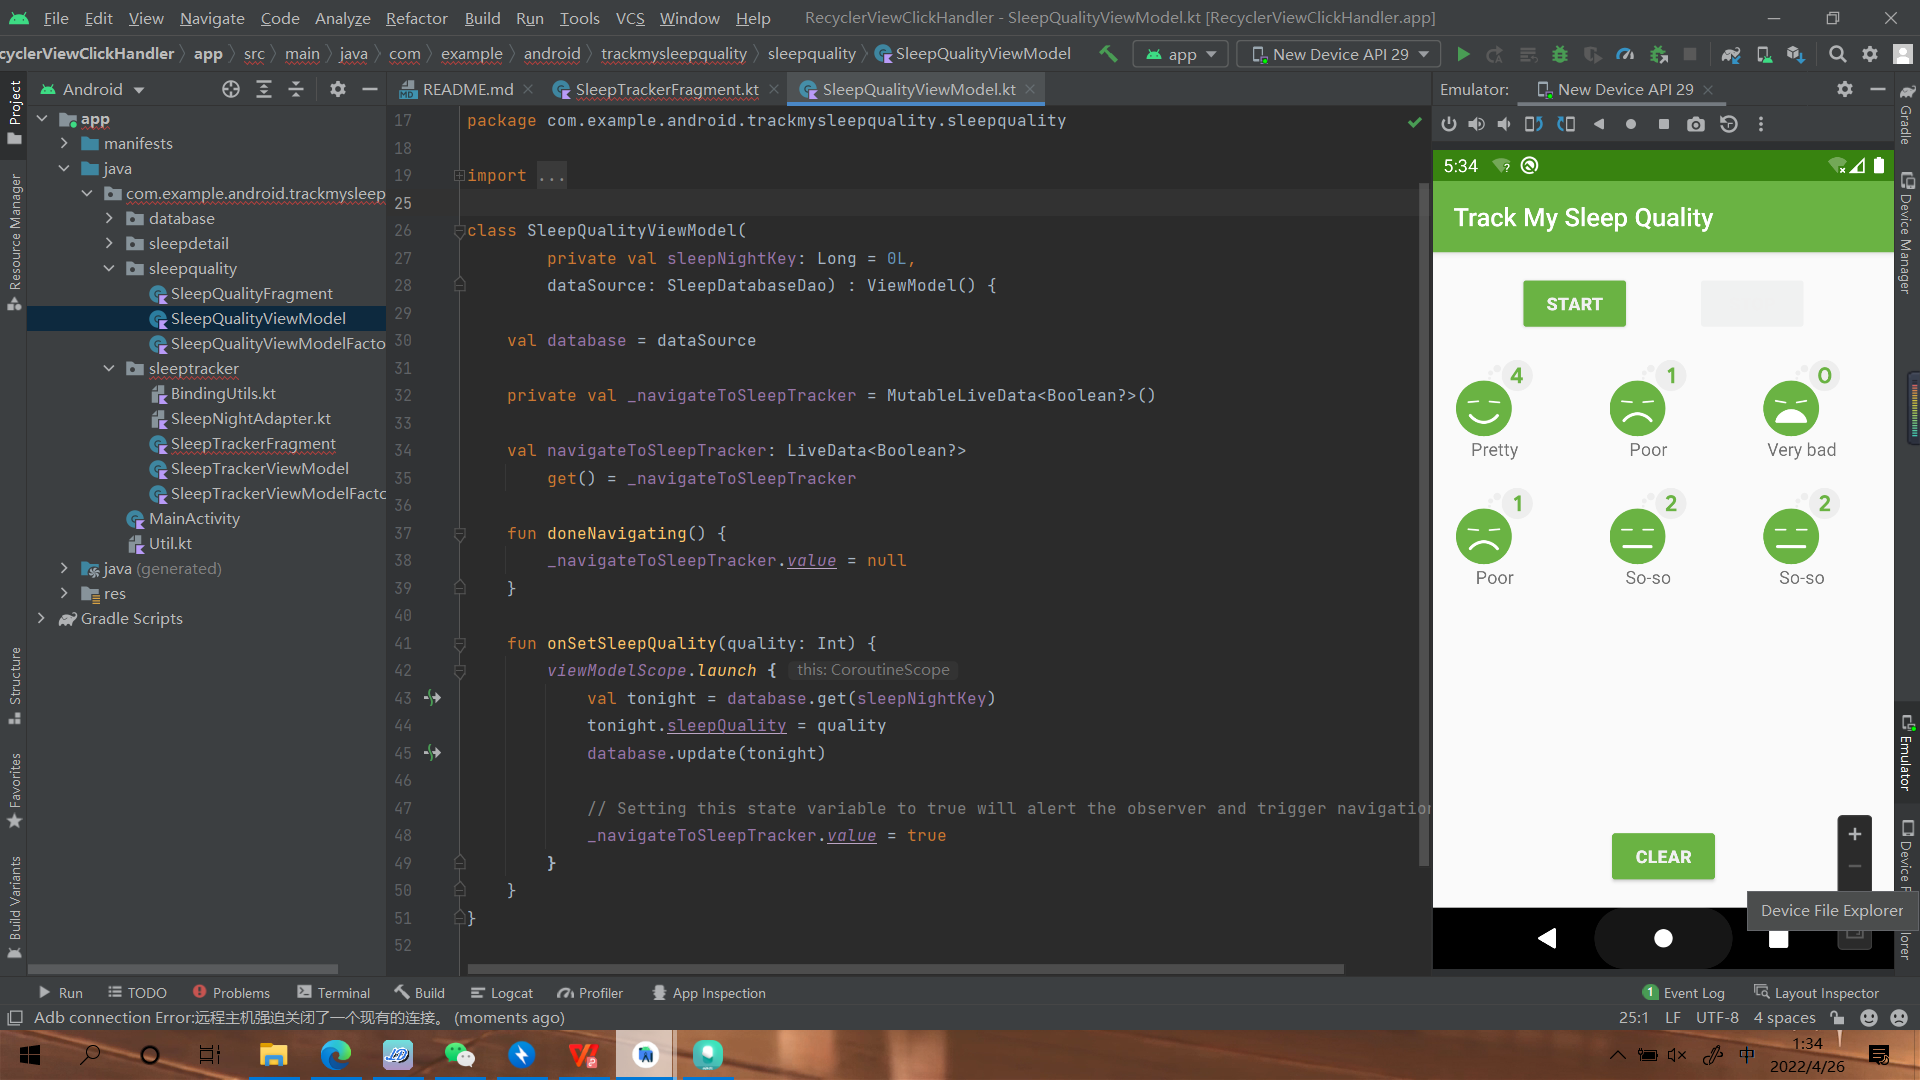 File Edit View Navigate Code Analyze Refactor Build Run Tools VCS Window Help RecyclerViewClickHandler - SleepQualityViewModel.kt [RecyclerViewClickHandler.app]
cyclerViewClickHandler app src main java com example android trackmysleepquality sleepquality SleepQualityViewModel app New Device API 29
Android
README.md SleepTrackerFragment.kt SleepQualityViewModel.kt
Emulator: New Device API 29
Project
Resource Manager
Structure
Favorites
Build Variants
app
manifests
java
com.example.android.trackmysleep
database
sleepdetail
sleepquality
SleepQualityFragment
SleepQualityViewModel
SleepQualityViewModelFacto
sleeptracker
BindingUtils.kt
SleepNightAdapter.kt
SleepTrackerFragment
SleepTrackerViewModel
SleepTrackerViewModelFacto
MainActivity
Util.kt
java (generated)
res
Gradle Scripts
17 package com.example.android.trackmysleepquality.sleepquality
18
19 import ...
25
26 class SleepQualityViewModel(
27 private val sleepNightKey: Long = 0L,
28 dataSource: SleepDatabaseDao) : ViewModel() {
29
30 val database = dataSource
31
32 private val _navigateToSleepTracker = MutableLiveData<Boolean?>()
33
34 val navigateToSleepTracker: LiveData<Boolean?>
35 get() = _navigateToSleepTracker
36
37 fun doneNavigating() {
38 _navigateToSleepTracker.value = null
39 }
40
41 fun onSetSleepQuality(quality: Int) {
42 viewModelScope.launch { this: CoroutineScope
43 val tonight = database.get(sleepNightKey)
44 tonight.sleepQuality = quality
45 database.update(tonight)
46
47 // Setting this state variable to true will alert the observer and trigger navigation
48 _navigateToSleepTracker.value = true
49 }
50 }
51 }
52
5:34
Track My Sleep Quality
START
4 1 0
Pretty Poor Very bad
1 2 2
Poor So-so So-so
CLEAR
Device File Explorer
Gradle
Device Manager
Emulator
Device F
orer
Run TODO Problems Terminal Build Logcat Profiler App Inspection 1 Event Log Layout Inspector
Adb connection Error:远程主机强迫关闭了一个现有的连接。 (moments ago) 25:1 LF UTF-8 4 spaces
中
1:34
2022/4/26